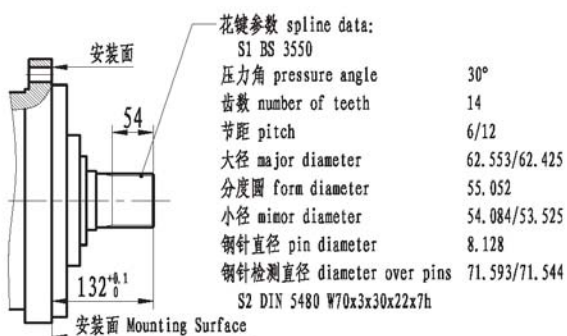 花键参数 spline data:
S1 BS 3550
安装面
压力角 pressure angle 30°
齿数 number of teeth 14
54
节距 pitch 6/12
大径 major diameter 62.553/62.425
分度圆 form diameter 55.052
小径 mimor diameter 54.084/53.525
钢针直径 pin diameter 8.128
钢针检测直径 diameter over pins 71.593/71.544
132 +0.1 0
S2 DIN 5480 W70x3x30x22x7h
安装面 Mounting Surface